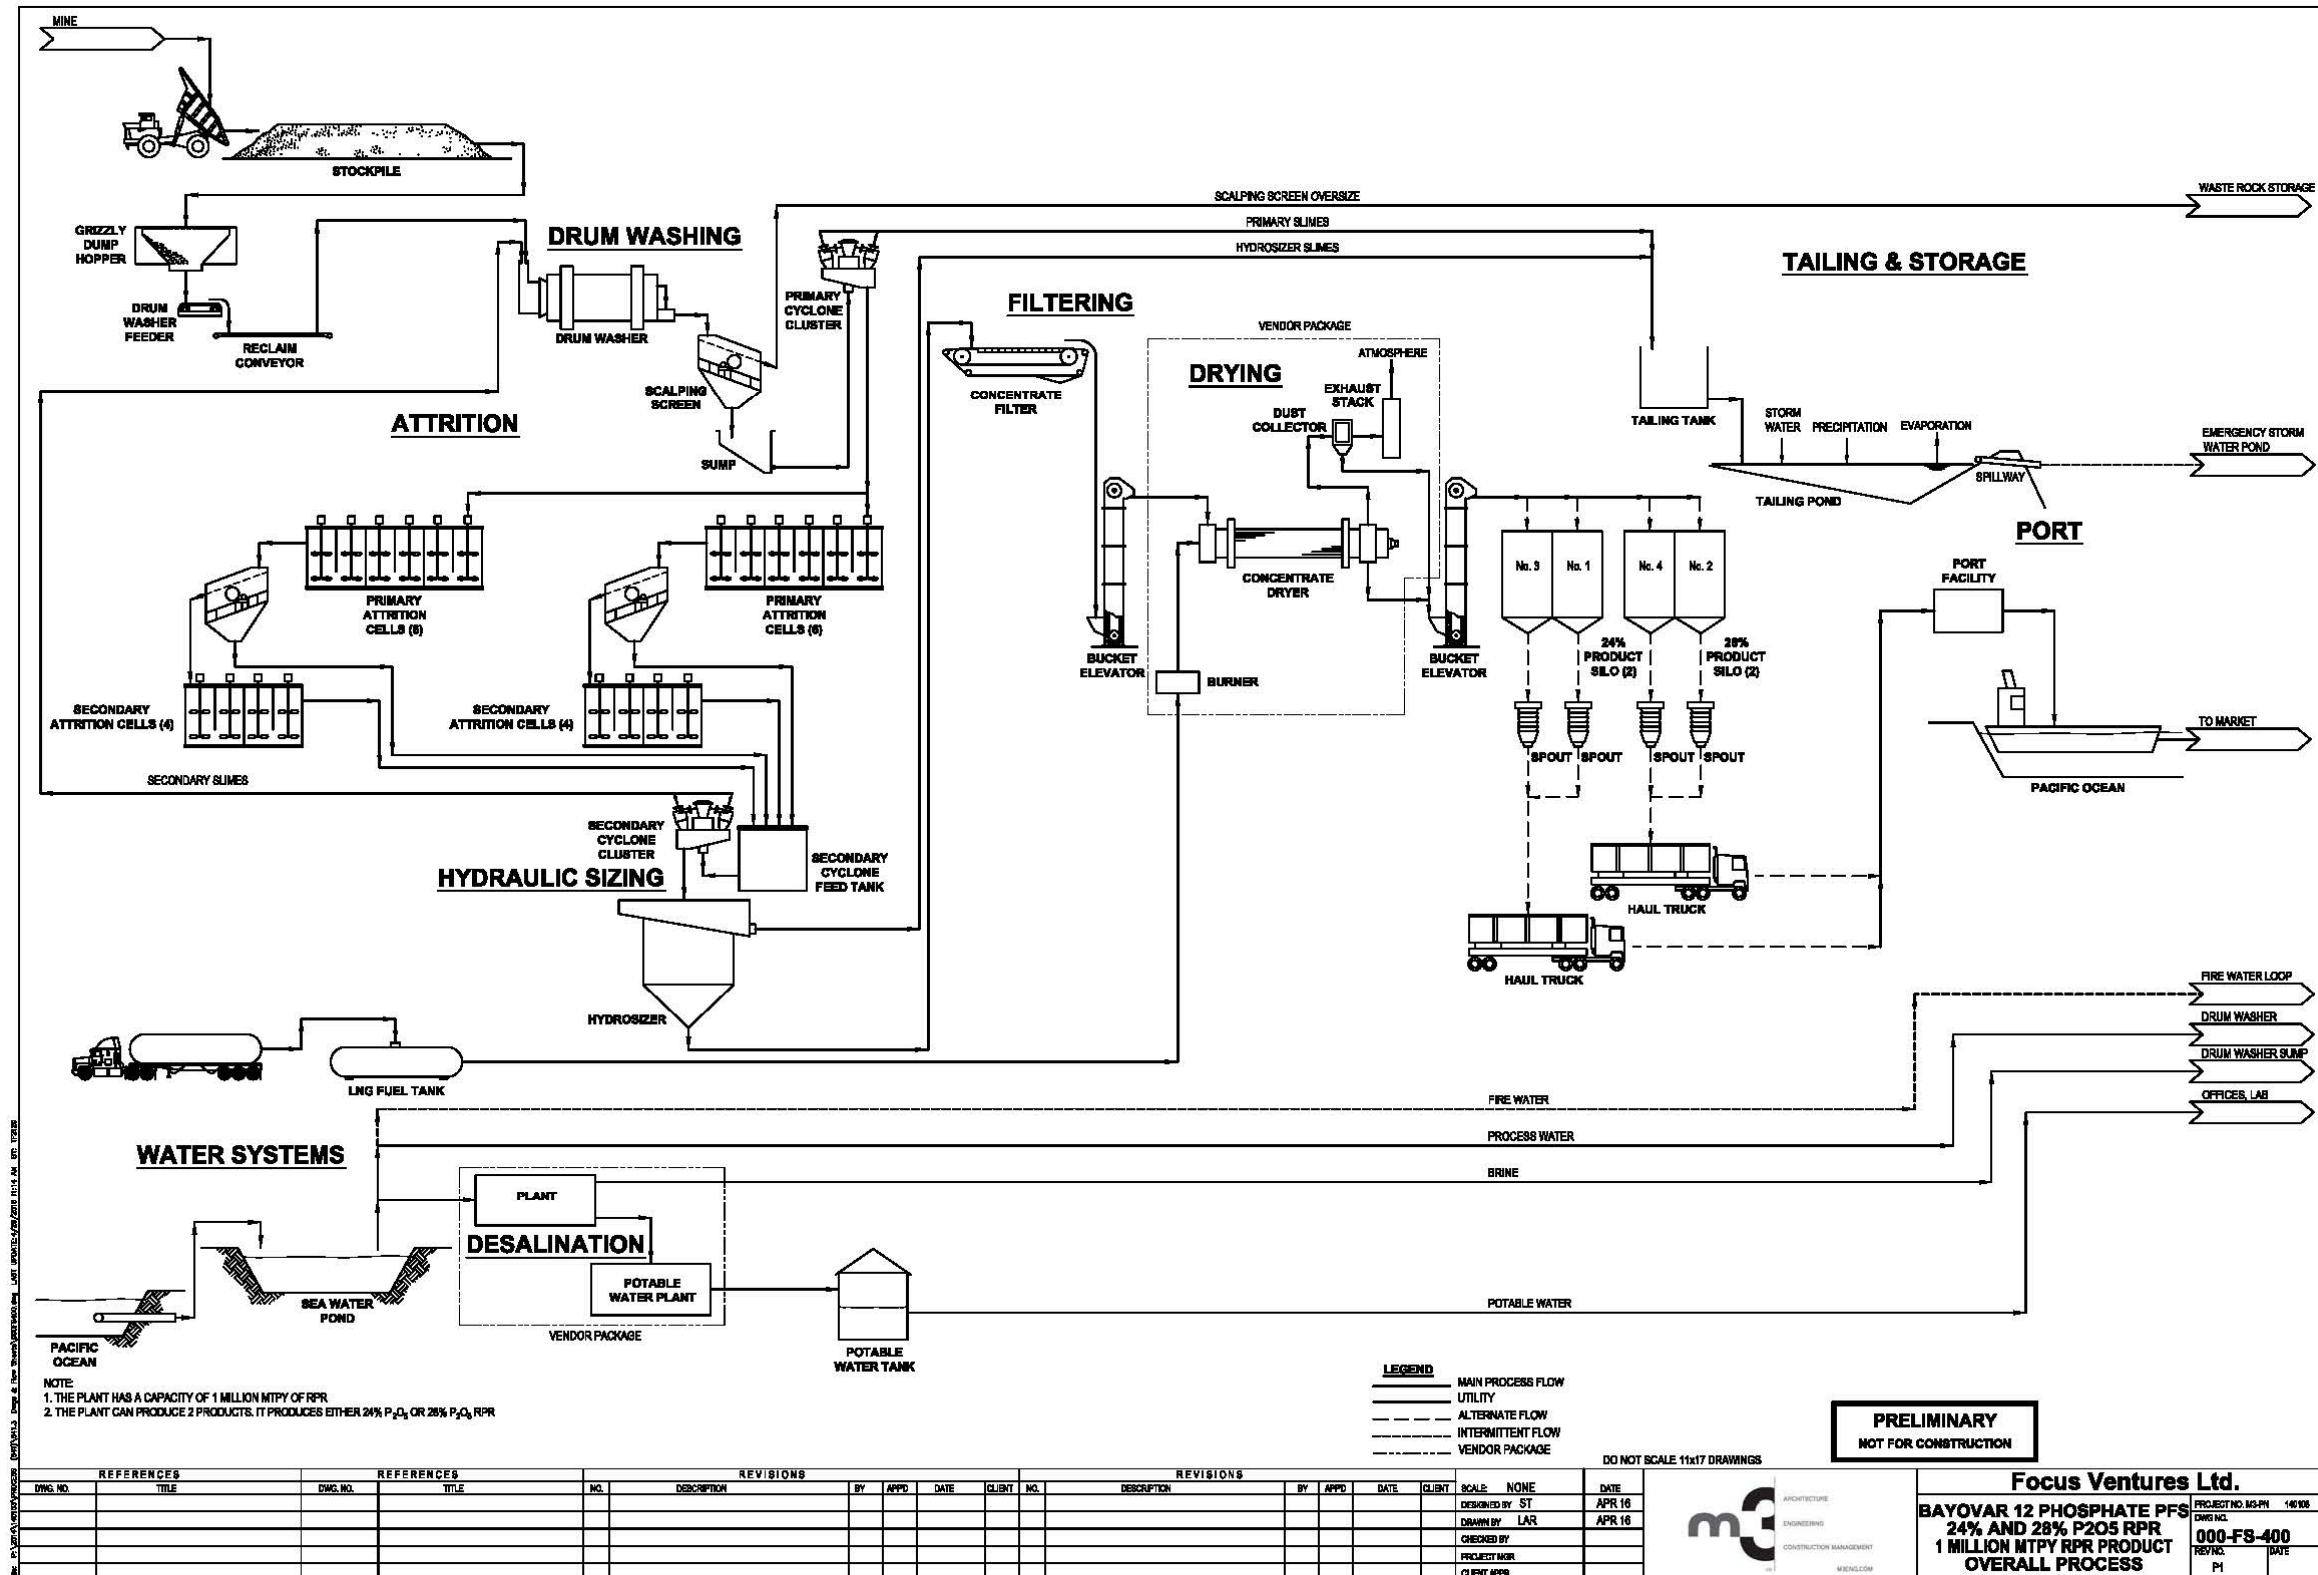 MINE
STOCKPILE
GRIZZLY
DUMP
HOPPER
DRUM
WASHER
FEEDER
RECLAIM
CONVEYOR
DRUM WASHING
DRUM WASHER
SCALPING
SCREEN
SUMP
PRIMARY
CYCLONE
CLUSTER
SCALPING SCREEN OVERSIZE
PRIMARY SLIMES
HYDROSIZER SLIMES
WASTE ROCK STORAGE
TAILING & STORAGE
FILTERING
CONCENTRATE
FILTER
VENDOR PACKAGE
DRYING
ATMOSPHERE
EXHAUST
STACK
DUST
COLLECTOR
CONCENTRATE
DRYER
BURNER
BUCKET
ELEVATOR
BUCKET
ELEVATOR
TAILING TANK
STORM
WATER
PRECIPITATION
EVAPORATION
TAILING POND
SPILLWAY
EMERGENCY STORM
WATER POND
ATTRITION
PRIMARY
ATTRITION
CELLS (6)
PRIMARY
ATTRITION
CELLS (6)
SECONDARY
ATTRITION CELLS (4)
SECONDARY
ATTRITION CELLS (4)
SECONDARY SLIMES
No. 3
No. 1
No. 4
No. 2
24%
PRODUCT
SILO (2)
28%
PRODUCT
SILO (2)
SPOUT
SPOUT
SPOUT
SPOUT
HAUL TRUCK
HAUL TRUCK
PORT
PORT
FACILITY
PACIFIC OCEAN
TO MARKET
SECONDARY
CYCLONE
CLUSTER
SECONDARY
CYCLONE
FEED TANK
HYDRAULIC SIZING
HYDROSIZER
LNG FUEL TANK
FIRE WATER LOOP
DRUM WASHER
DRUM WASHER SUMP
OFFICES, LAB
FIRE WATER
PROCESS WATER
BRINE
POTABLE WATER
WATER SYSTEMS
PLANT
DESALINATION
POTABLE
WATER PLANT
VENDOR PACKAGE
SEA WATER
POND
PACIFIC
OCEAN
POTABLE
WATER TANK
NOTE:
1. THE PLANT HAS A CAPACITY OF 1 MILLION MTPY OF RPR
2. THE PLANT CAN PRODUCE 2 PRODUCTS. IT PRODUCES EITHER 24% P2O5 OR 28% P2O5 RPR
LEGEND
MAIN PROCESS FLOW
UTILITY
ALTERNATE FLOW
INTERMITTENT FLOW
VENDOR PACKAGE
PRELIMINARY
NOT FOR CONSTRUCTION
DO NOT SCALE 11x17 DRAWINGS
REFERENCES REFERENCES REVISIONS REVISIONS
DWG. NO. TITLE DWG. NO. TITLE NO. DESCRIPTION BY APPD DATE CLIENT NO. DESCRIPTION BY APPD DATE CLIENT
SCALE: NONE DATE
DESIGNED BY ST APR 16
DRAWN BY LAR APR 16
CHECKED BY
PROJECT MGR
CLIENT APPR
m3
ARCHITECTURE
ENGINEERING
CONSTRUCTION MANAGEMENT
M3ENG.COM
Focus Ventures Ltd.
BAYOVAR 12 PHOSPHATE PFS
24% AND 28% P2O5 RPR
1 MILLION MTPY RPR PRODUCT
OVERALL PROCESS
PROJECT NO. M3-PN
DWG NO.
000-FS-400
REV NO. DATE
P1